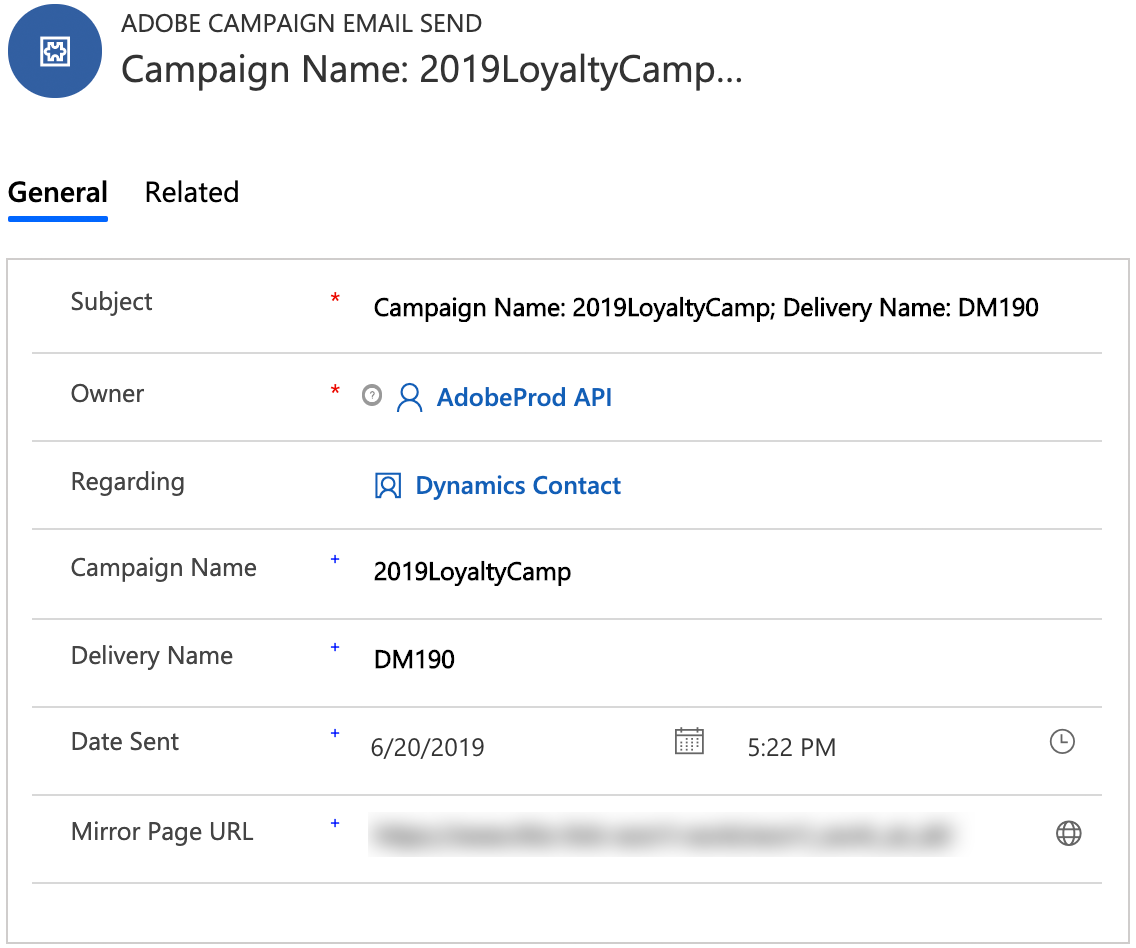 ADOBE CAMPAIGN EMAIL SEND
Campaign Name: 2019LoyaltyCamp...
General Related
Subject * Campaign Name: 2019LoyaltyCamp; Delivery Name: DM190
Owner * ? AdobeProd API
Regarding Dynamics Contact
Campaign Name + 2019LoyaltyCamp
Delivery Name + DM190
Date Sent + 6/20/2019 5:22 PM
Mirror Page URL +